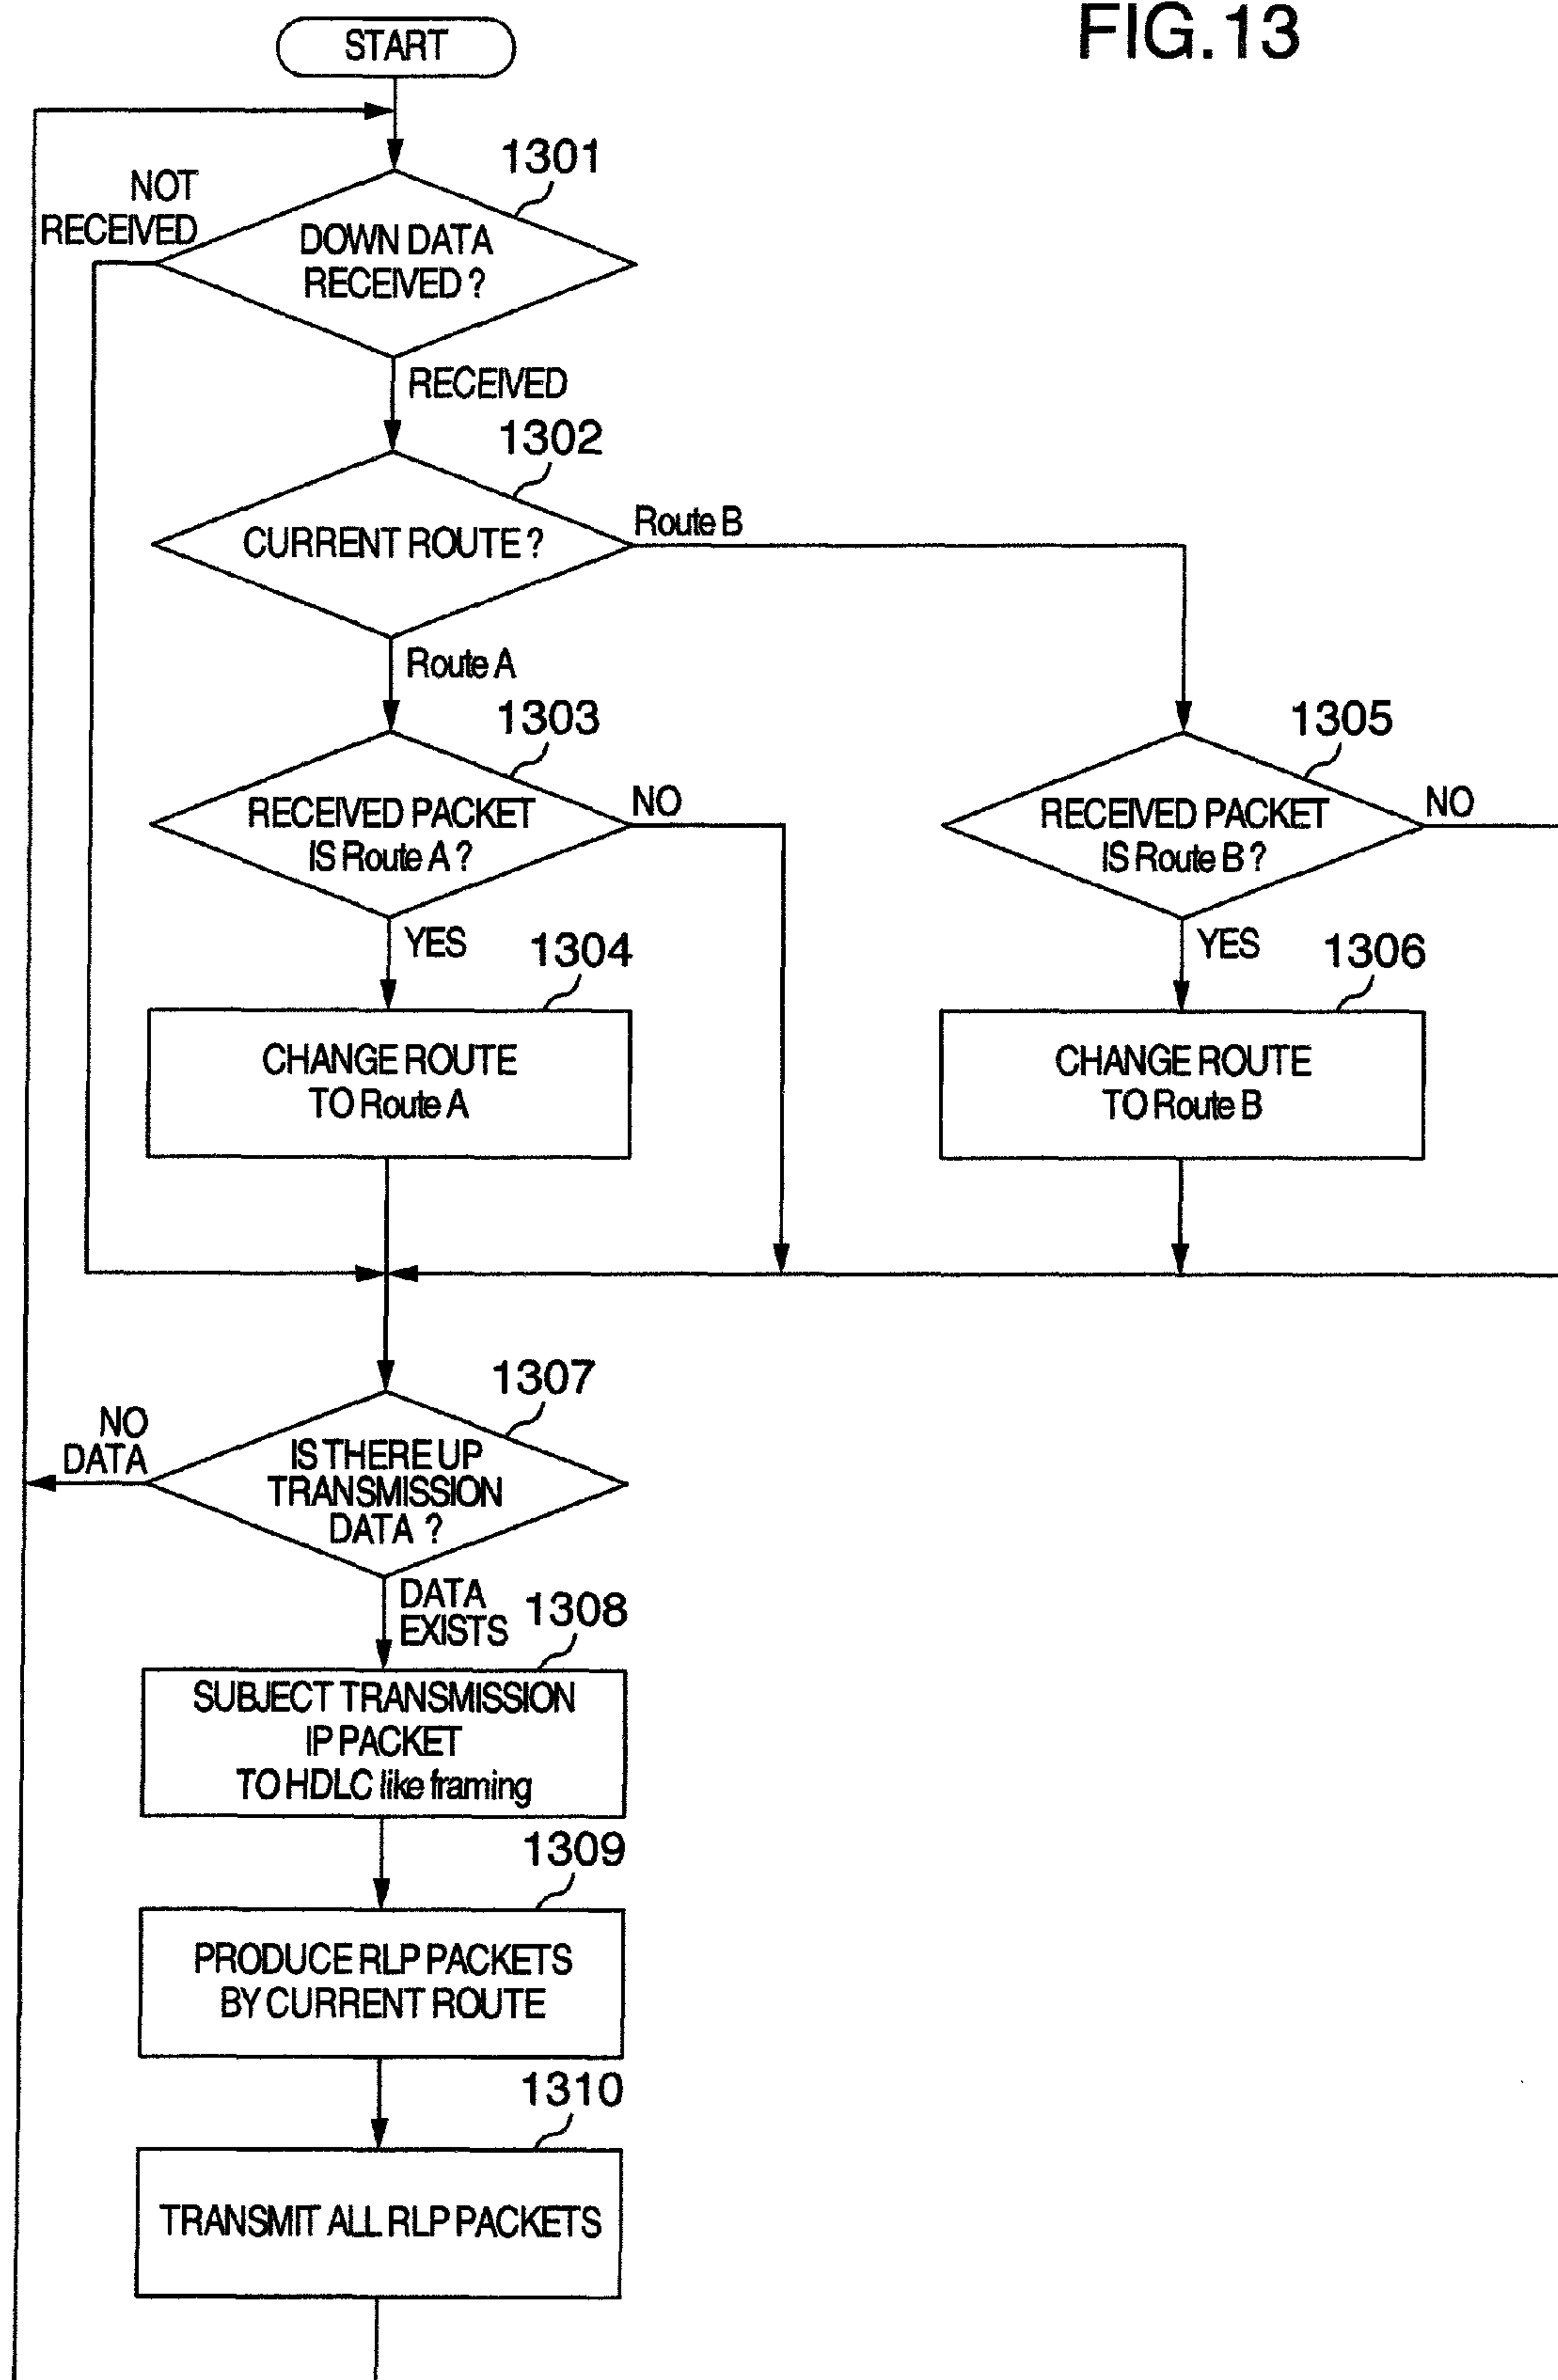 FIG.13
START
1301
NOT
RECEIVED
DOWN DATA
RECEIVED ?
RECEIVED
1302
CURRENT ROUTE ?
Route B
Route A
1303
RECEIVED PACKET
IS Route A ?
NO
1305
RECEIVED PACKET
IS Route B ?
NO
YES
1304
CHANGE ROUTE
TO Route A
YES
1306
CHANGE ROUTE
TO Route B
1307
NO
DATA
IS THERE UP
TRANSMISSION
DATA ?
DATA
EXISTS
1308
SUBJECT TRANSMISSION
IP PACKET
TO HDLC like framing
1309
PRODUCE RLP PACKETS
BY CURRENT ROUTE
1310
TRANSMIT ALL RLP PACKETS